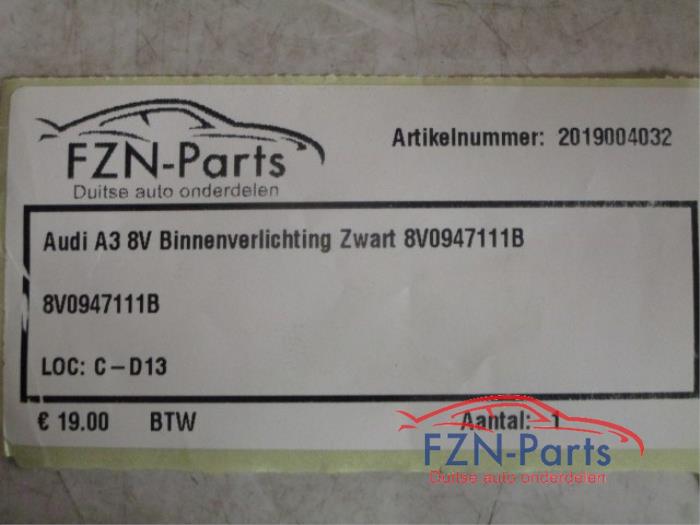 FZN-Parts
Duitse auto onderdelen
Artikelnummer: 2019004032
Audi A3 8V Binnenverlichting Zwart 8V0947111B
8V0947111B
LOC: C-D13
€ 19.00 BTW Aantal: 1
FZN-Parts
Duitse auto onderdelen